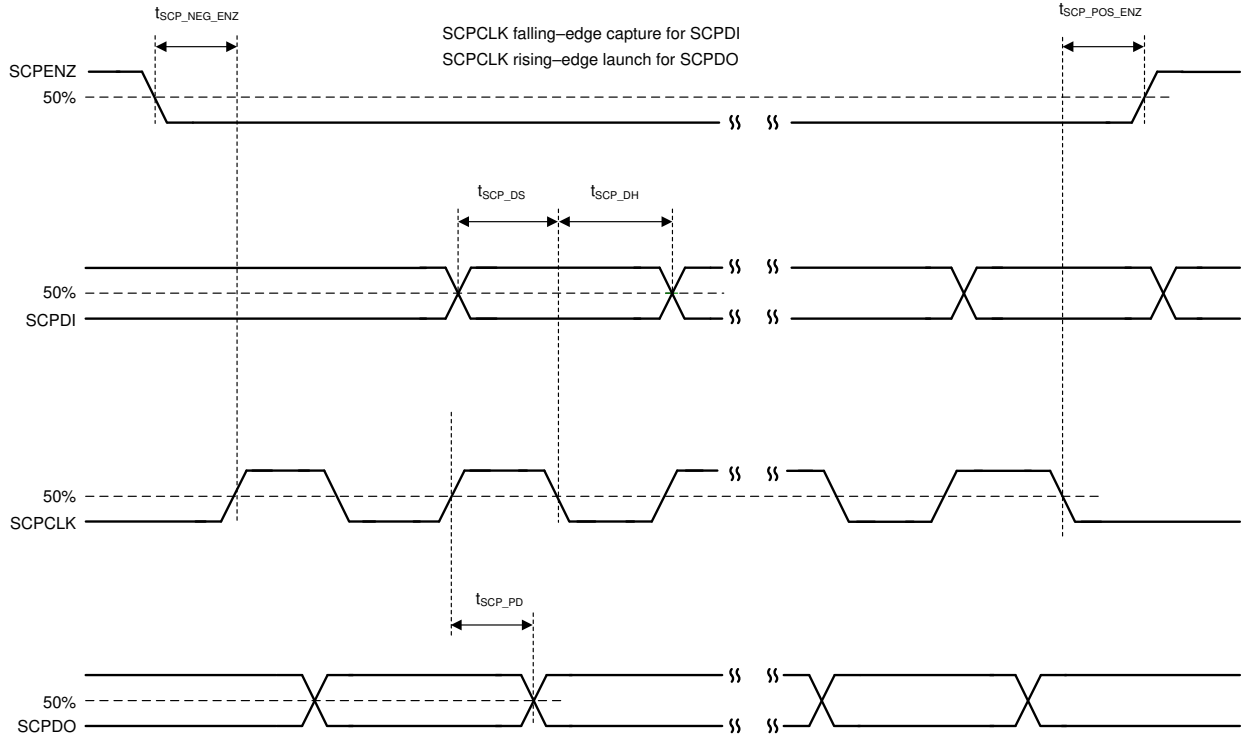 tSCP_NEG_ENZ
tSCP_POS_ENZ
SCPCLK falling–edge capture for SCPDI
SCPCLK rising–edge launch for SCPDO
SCPENZ
50%
tSCP_DS
tSCP_DH
50%
SCPDI
50%
SCPCLK
tSCP_PD
50%
SCPDO